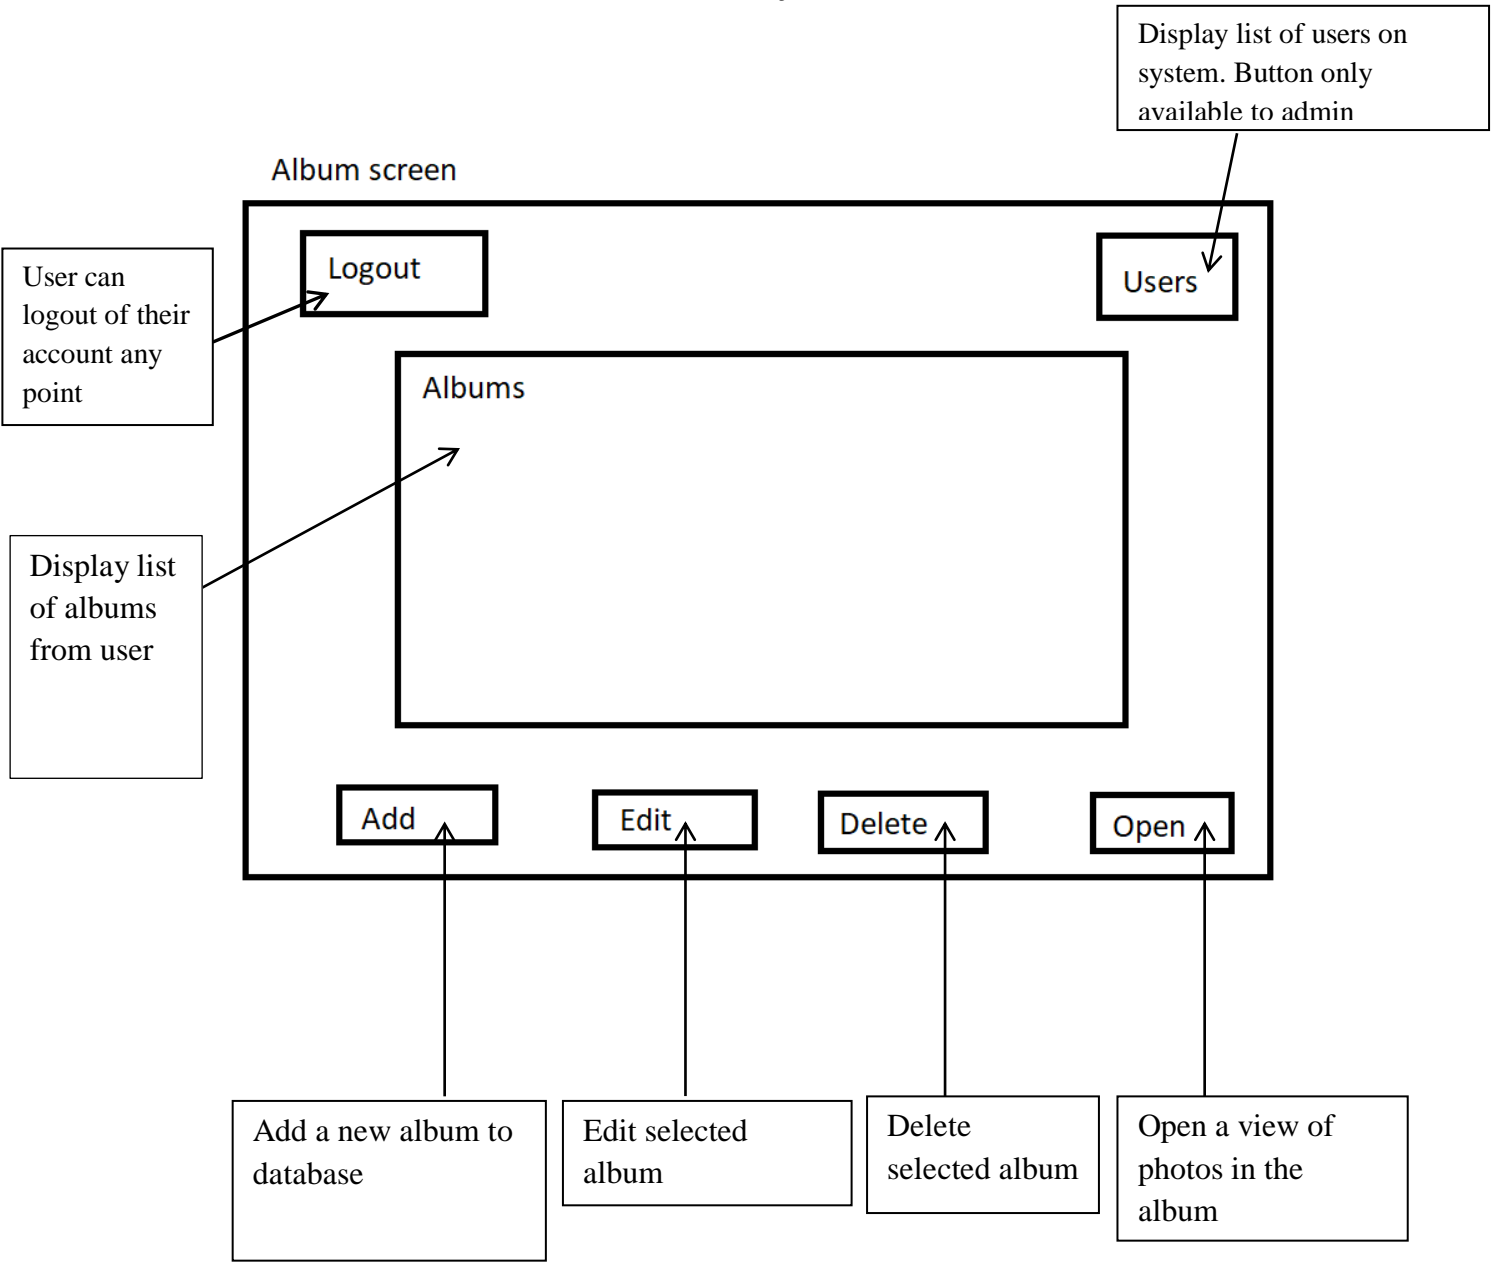 Display list of users on
system. Button only
available to admin
Album screen
Logout
Users
User can
logout of their
account any
point
Albums
Display list
of albums
from user
Add
Edit
Delete
Open
Add a new album to
database
Edit selected
album
Delete
selected album
Open a view of
photos in the
album